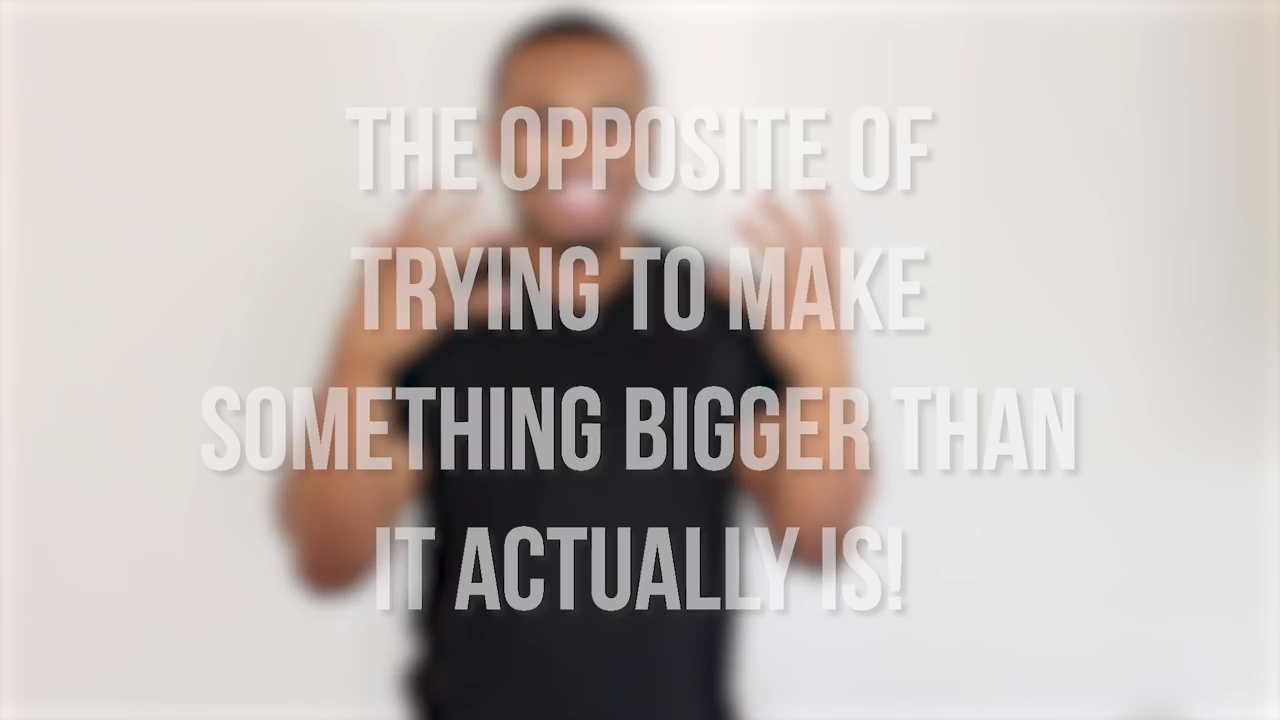 THE OPPOSITE OF
TRYING TO MAKE
SOMETHING BIGGER THAN
IT ACTUALLY IS!